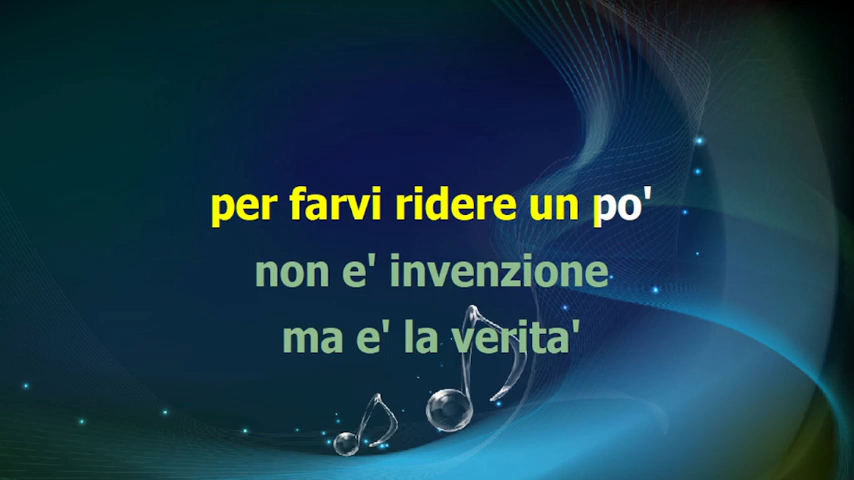 per farvi ridere un po'
non e' invenzione
ma e' la verita'